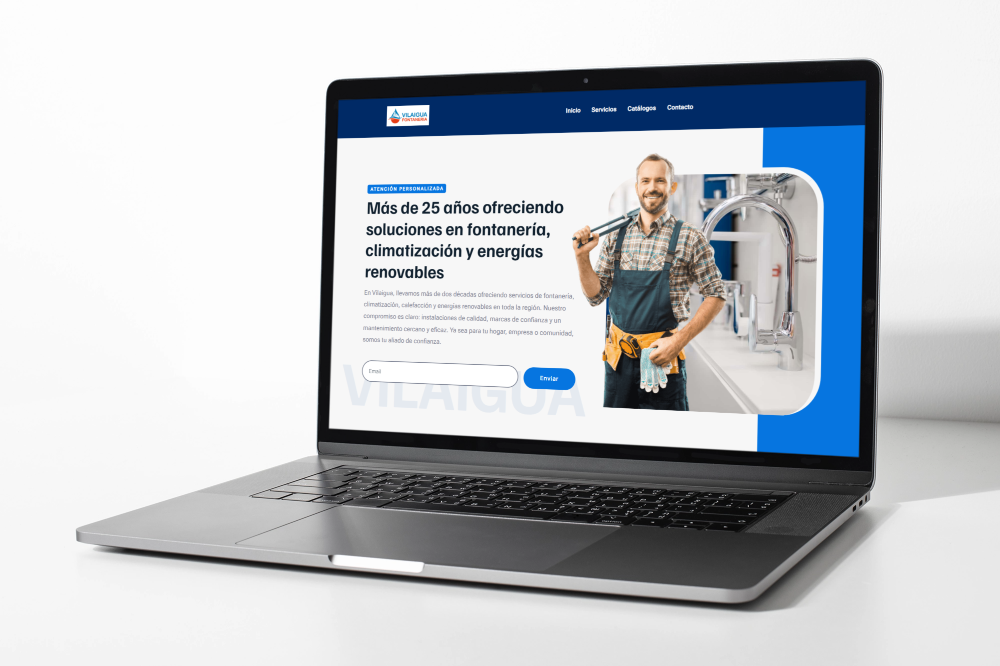 VILAIGUA
FONTANERÍA
Inicio Servicios Catálogos Contacto
ATENCIÓN PERSONALIZADA
Más de 25 años ofreciendo
soluciones en fontanería,
climatización y energías
renovables
En Vilaigua, llevamos más de dos décadas ofreciendo servicios de fontanería,
climatización, calefacción y energías renovables en toda la región. Nuestro
compromiso es claro: instalaciones de calidad, marcas de confianza y un
mantenimiento cercano y eficaz. Ya sea para tu hogar, empresa o comunidad,
somos tu aliado de confianza.
Email
Enviar
VILAIGUA